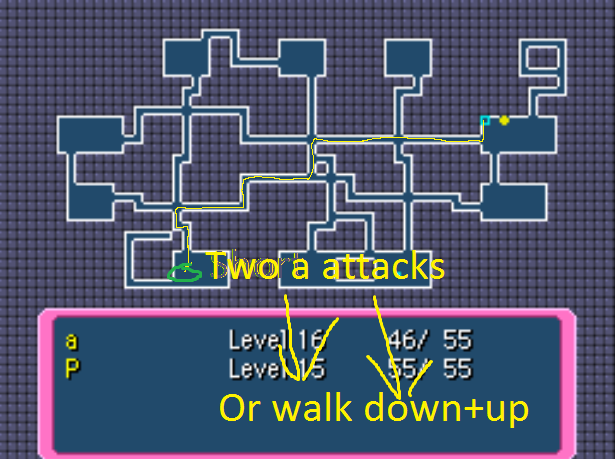 Two a attacks
a Level 16 46/ 55
P Level 15 55/ 55
Or walk down+up